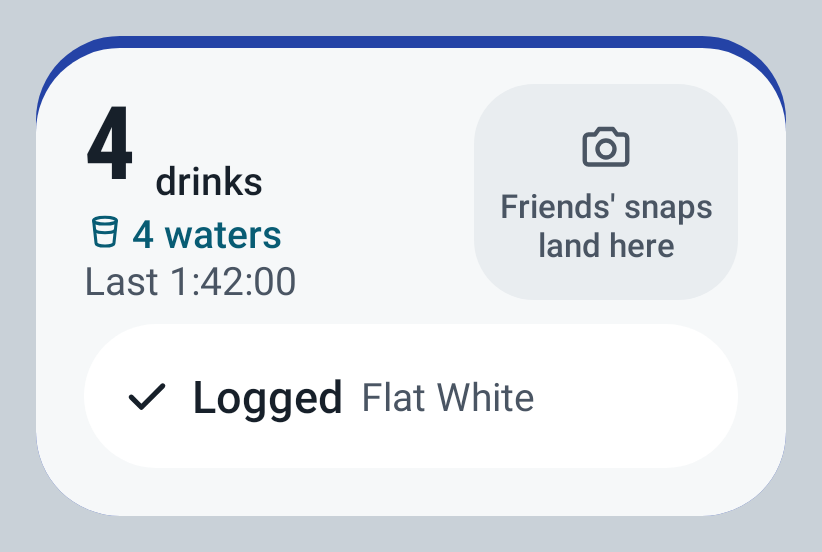 4 drinks
4 waters
Last 1:42:00
Friends' snaps
land here
Logged Flat White